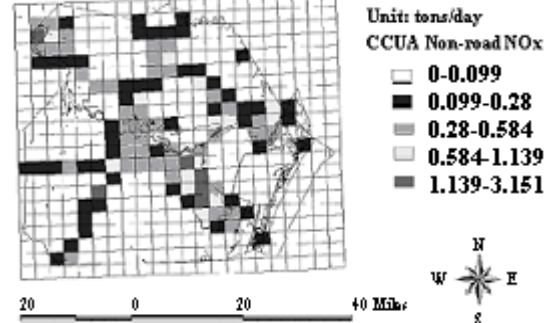 Unit: tons/day
CCUA Non-road NOx
0-0.099
0.099-0.28
0.28-0.584
0.584-1.139
1.139-3.151
N
W E
S
20 0 20 40 Miles